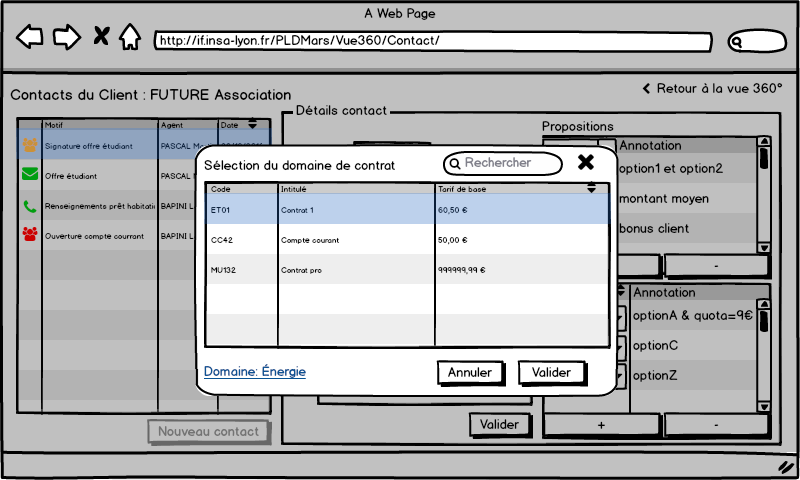 A Web Page
http://if.insa-lyon.fr/PLDMars/Vue360/Contact/
Contacts du Client : FUTURE Association
Retour à la vue 360°
Motif Agent Date
Signature offre étudiant PASCAL
Offre étudiant PASCAL
Renseignements prêt habitati BAPINI L
Ouverture compte courrant BAPINI L
Nouveau contact
Détails contact
Propositions
Annotation
option1 et option2
montant moyen
bonus client
-
Annotation
optionA & quota=9€
optionC
optionZ
+ -
Valider
Sélection du domaine de contrat
Rechercher
Code Intitulé Tarif de base
ET01 Contrat 1 60,50 €
CC42 Compte courant 50,00 €
MU132 Contrat pro 999999,99 €
Domaine: Énergie
Annuler Valider